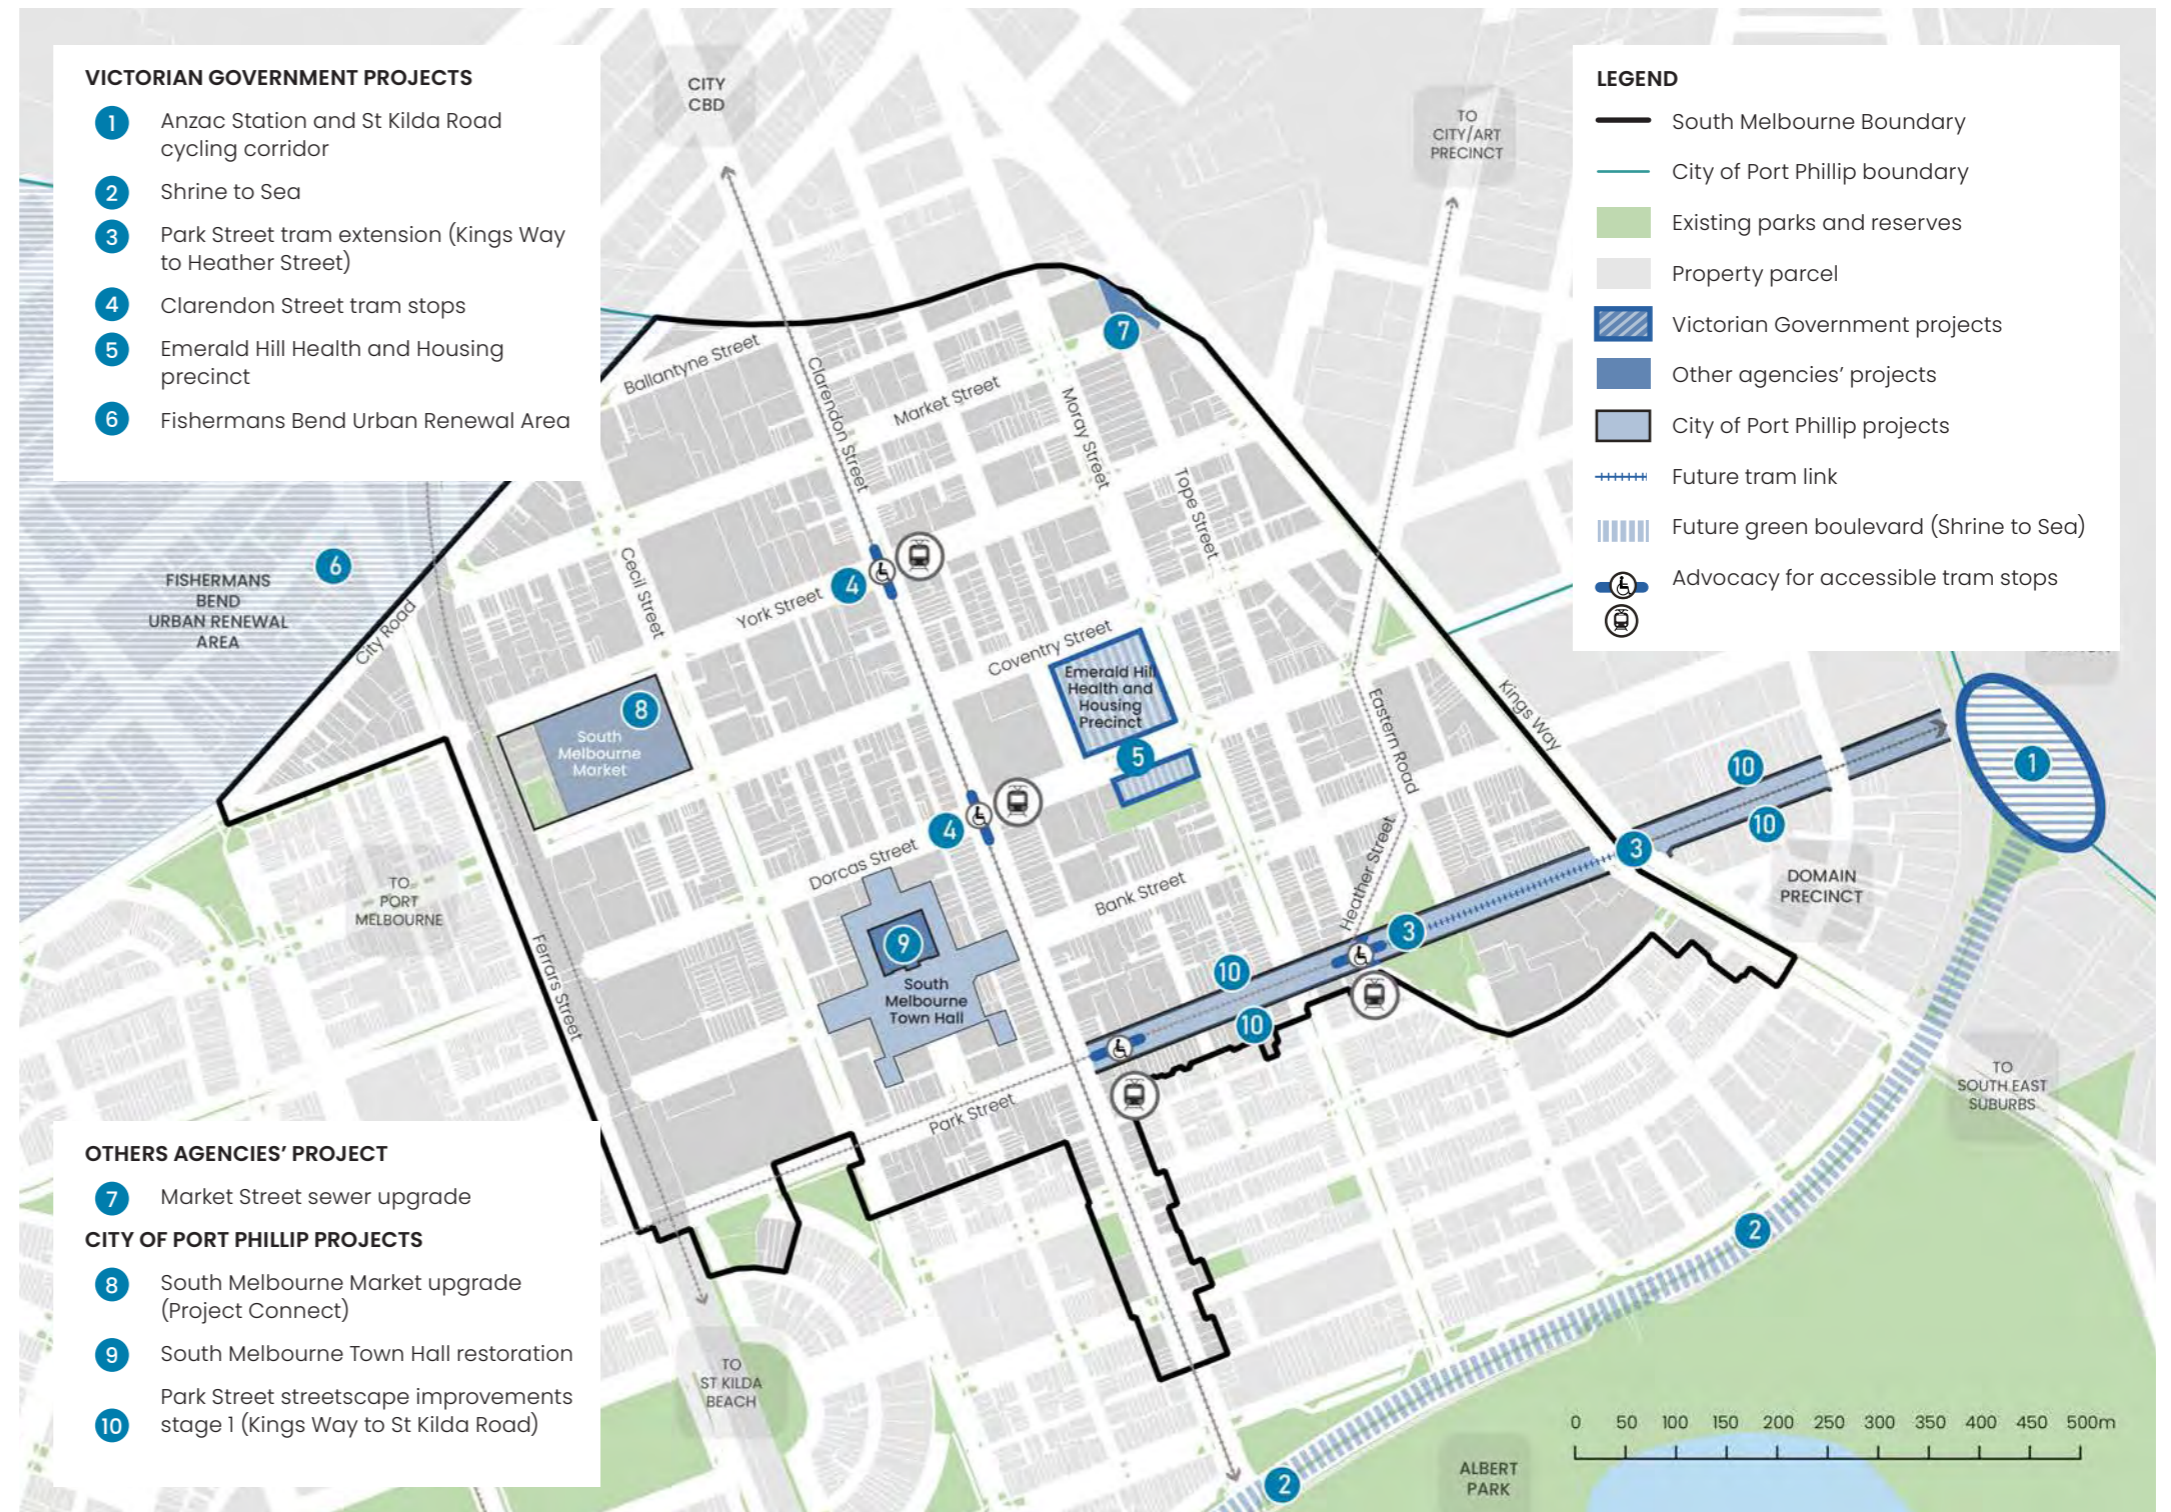 VICTORIAN GOVERNMENT PROJECTS
1 Anzac Station and St Kilda Road
cycling corridor
2 Shrine to Sea
3 Park Street tram extension (Kings Way
to Heather Street)
4 Clarendon Street tram stops
5 Emerald Hill Health and Housing
precinct
6 Fishermans Bend Urban Renewal Area
OTHERS AGENCIES' PROJECT
7 Market Street sewer upgrade
CITY OF PORT PHILLIP PROJECTS
8 South Melbourne Market upgrade
(Project Connect)
9 South Melbourne Town Hall restoration
Park Street streetscape improvements
10 stage 1 (Kings Way to St Kilda Road)
LEGEND
South Melbourne Boundary
City of Port Phillip boundary
Existing parks and reserves
Property parcel
Victorian Government projects
Other agencies' projects
City of Port Phillip projects
Future tram link
Future green boulevard (Shrine to Sea)
Advocacy for accessible tram stops
CITY
CBD
TO
CITY/ART
PRECINCT
7
Ballantyne Street
Clarendon Street
Market Street
Moray Street
Tope Street
6
FISHERMANS
BEND
URBAN RENEWAL
AREA
City Road
Cecil Street
York Street
4
Coventry Street
Emerald Hill
Health and
Housing
Precinct
5
8
South
Melbourne
Market
Eastern Road
Kings Way
1
10
10
3
4
Dorcas Street
Bank Street
Heather Street
DOMAIN
PRECINCT
TO
PORT
MELBOURNE
Ferrars Street
9
South
Melbourne
Town Hall
3
10
10
Park Street
TO
SOUTH EAST
SUBURBS
2
TO
ST KILDA
BEACH
2
ALBERT
PARK
0 50 100 150 200 250 300 350 400 450 500m